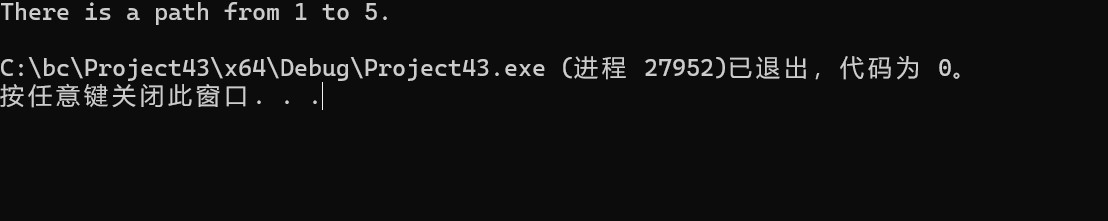 There is a path from 1 to 5.
C:\bc\Project43\x64\Debug\Project43.exe (进程 27952)已退出，代码为 0。
按任意键关闭此窗口. . .